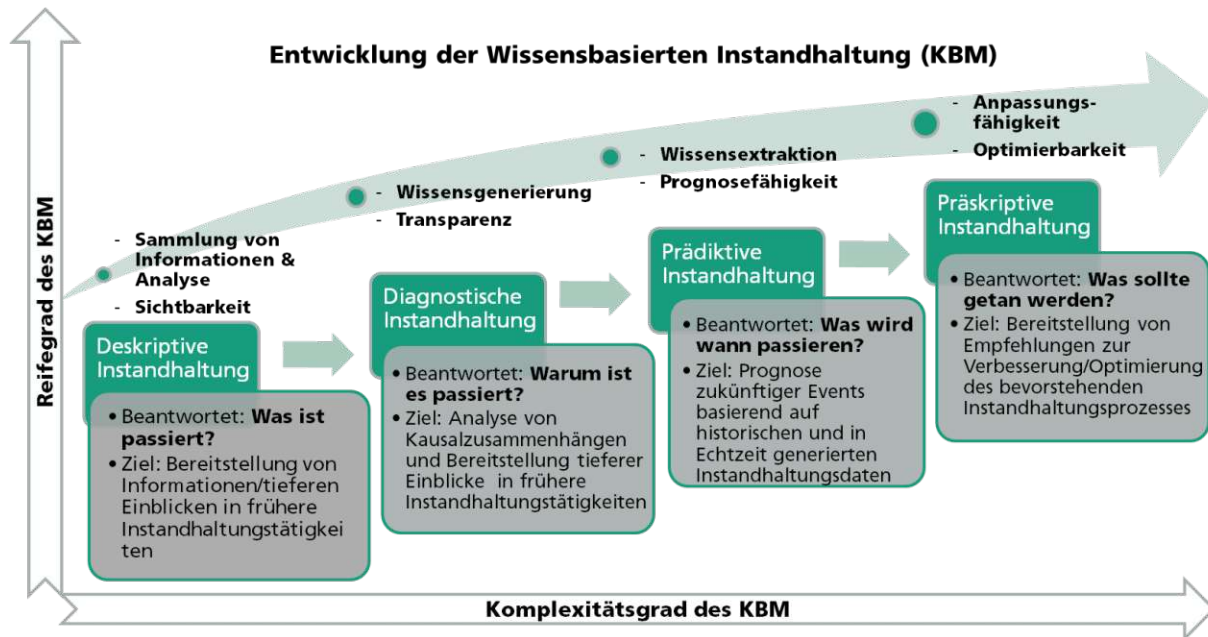 Entwicklung der Wissensbasierten Instandhaltung (KBM)
Reifegrad des KBM
- Sammlung von
Informationen &
Analyse
- Sichtbarkeit
Deskriptive
Instandhaltung
• Beantwortet: Was ist
passiert?
• Ziel: Bereitstellung von
Informationen/tieferen
Einblicken in frühere
Instandhaltungstätigkei
ten
- Wissensgenerierung
- Transparenz
Diagnostische
Instandhaltung
• Beantwortet: Warum ist
es passiert?
• Ziel: Analyse von
Kausalzusammenhängen
und Bereitstellung tieferer
Einblicke in frühere
Instandhaltungstätigkeiten
- Wissensextraktion
- Prognosefähigkeit
Prädiktive
Instandhaltung
• Beantwortet: Was wird
wann passieren?
• Ziel: Prognose
zukünftiger Events
basierend auf
historischen und in
Echtzeit generierten
Instandhaltungsdaten
- Anpassungs-
fähigkeit
- Optimierbarkeit
Präskriptive
Instandhaltung
• Beantwortet: Was sollte
getan werden?
• Ziel: Bereitstellung von
Empfehlungen zur
Verbesserung/Optimierung
des bevorstehenden
Instandhaltungsprozesses
Komplexitätsgrad des KBM